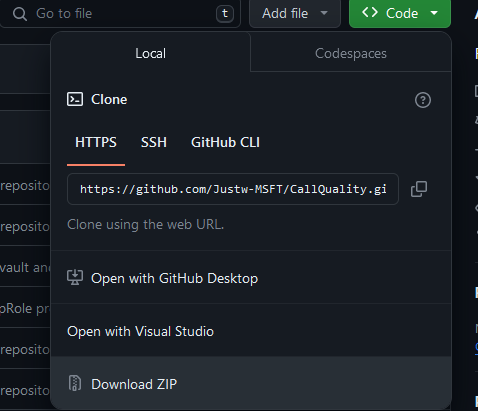 Go to file
t
Add file
<> Code
Local
Codespaces
Clone
HTTPS
SSH
GitHub CLI
https://github.com/Justw-MSFT/CallQuality.gi
Clone using the web URL.
reposito
Open with GitHub Desktop
reposito
vault and
Open with Visual Studio
pRole pr
reposito
Download ZIP
reposito